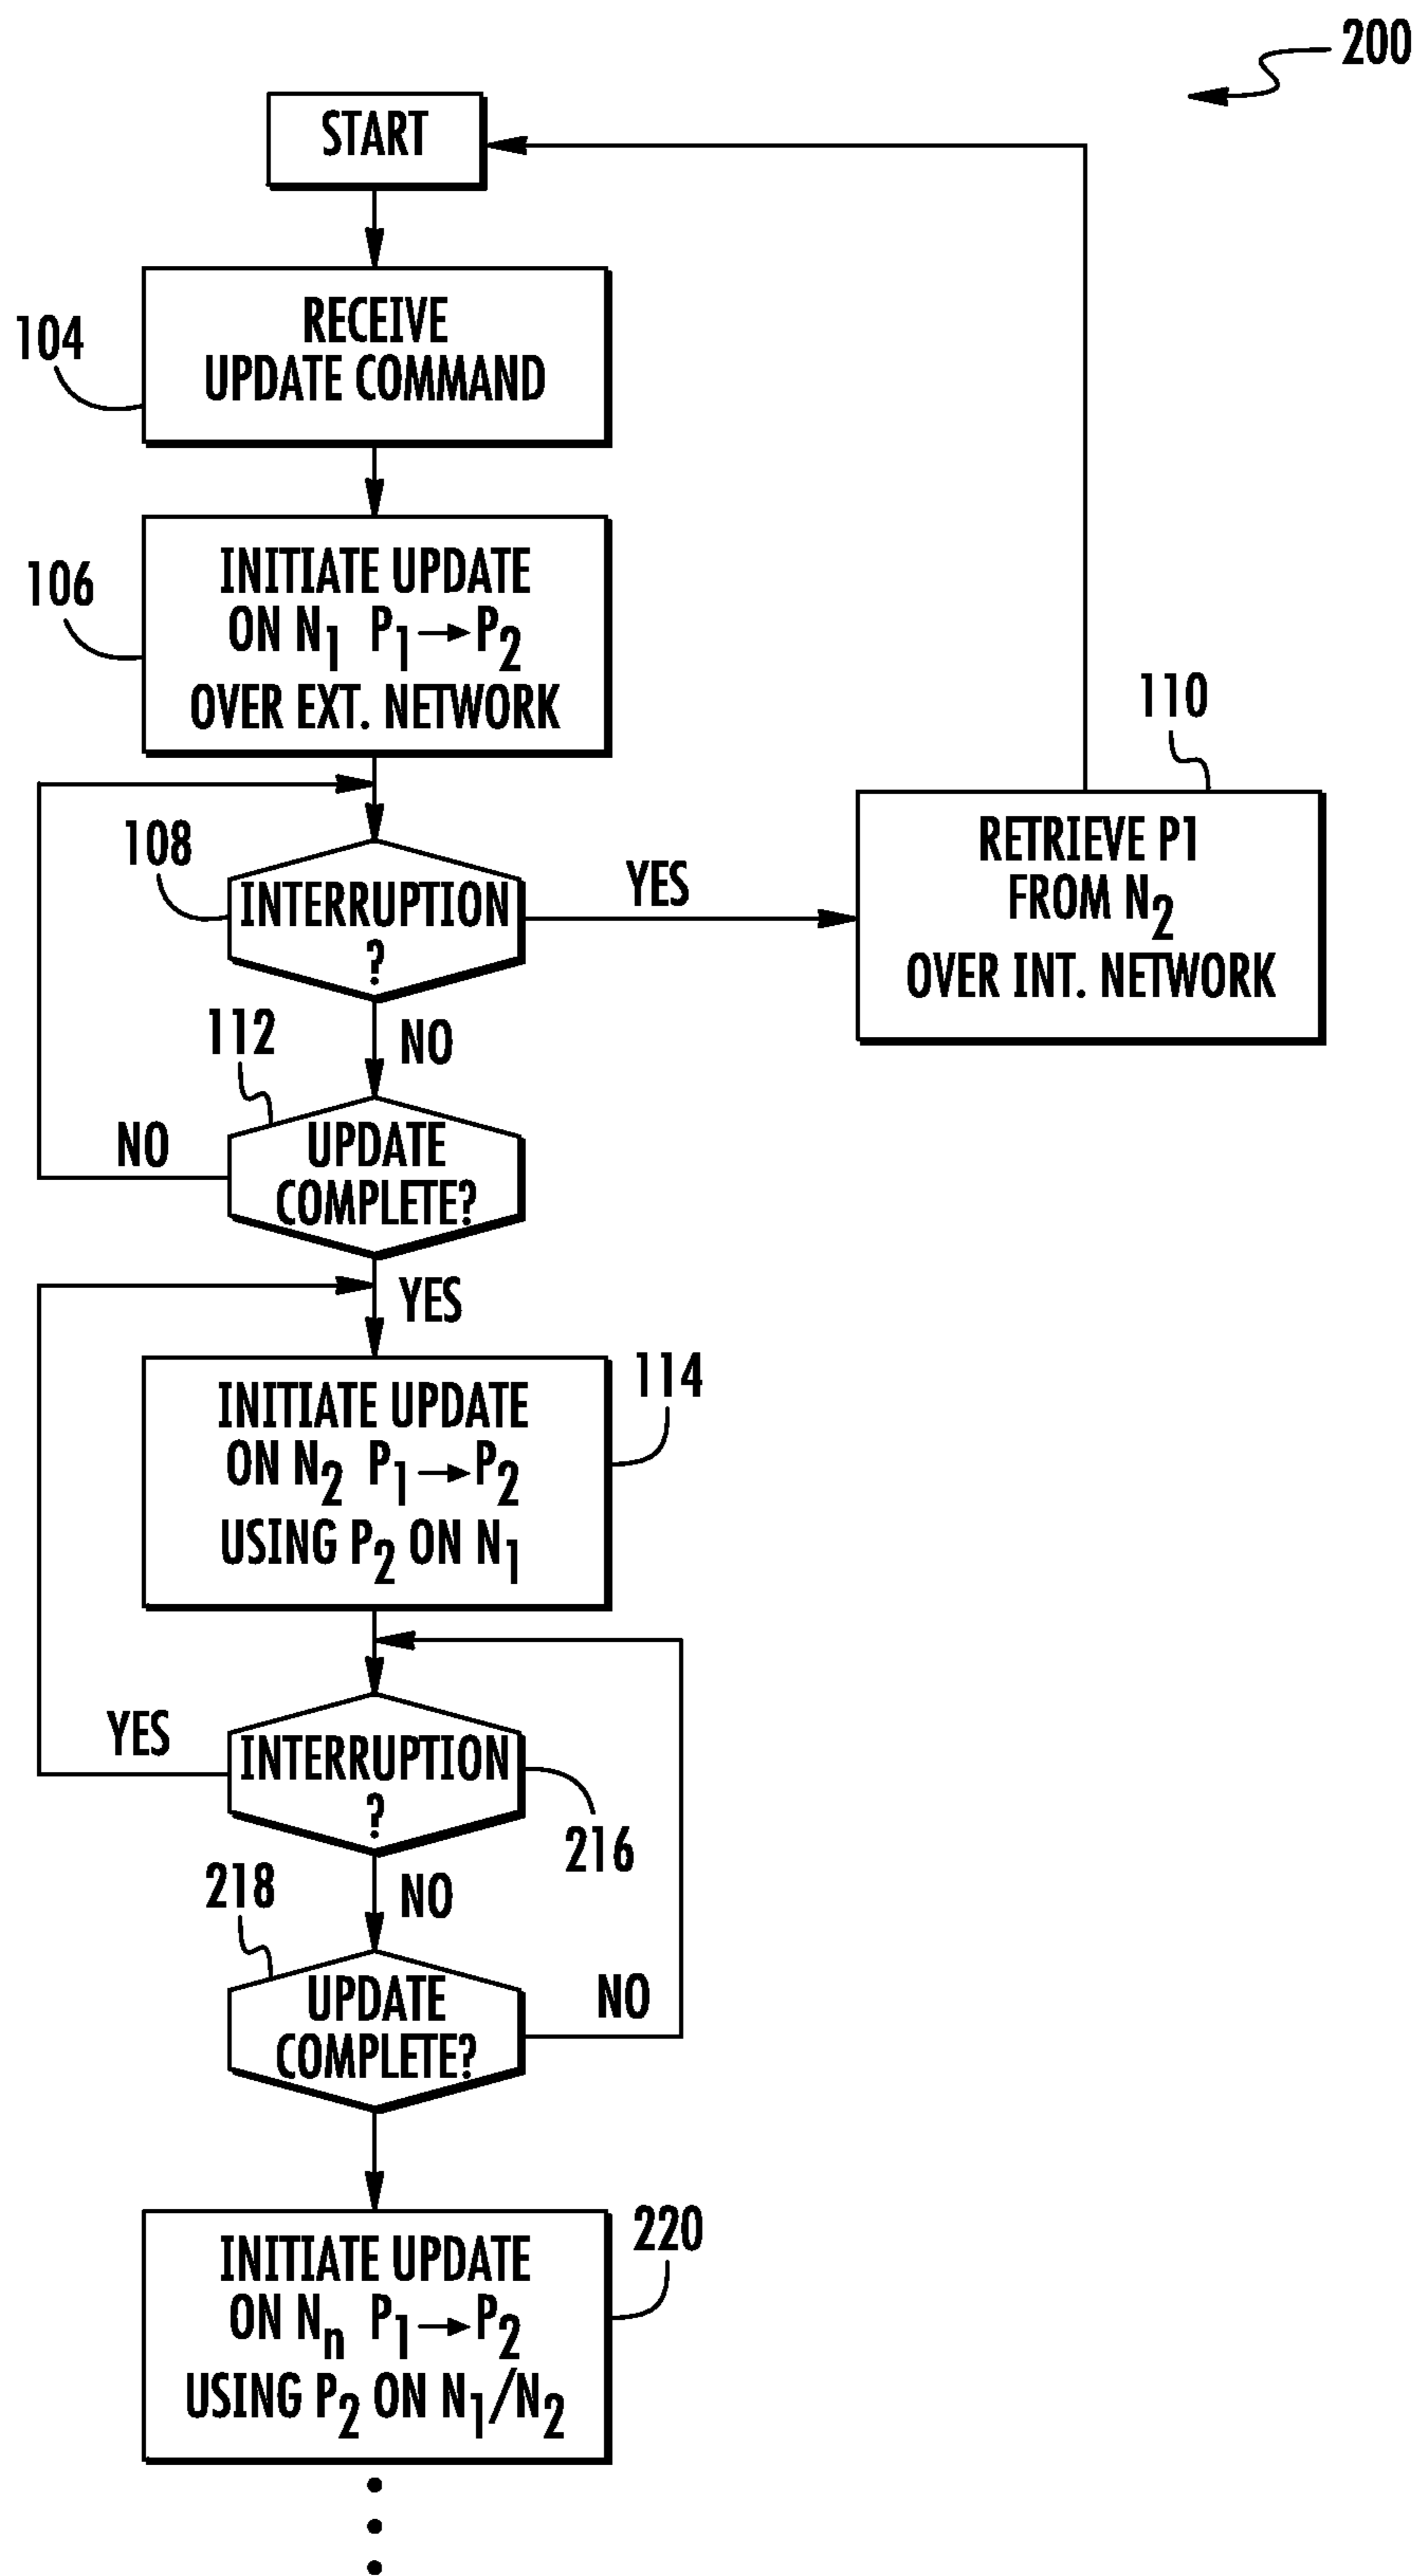 200
START
RECEIVE
UPDATE COMMAND
104
INITIATE UPDATE
ON N1 P1→P2
OVER EXT. NETWORK
106
110
RETRIEVE P1
FROM N2
OVER INT. NETWORK
108
INTERRUPTION
?
YES
NO
112
UPDATE
COMPLETE?
NO
YES
114
INITIATE UPDATE
ON N2 P1→P2
USING P2 ON N1
YES
INTERRUPTION
?
216
NO
218
UPDATE
COMPLETE?
NO
220
INITIATE UPDATE
ON Nn P1→P2
USING P2 ON N1/N2